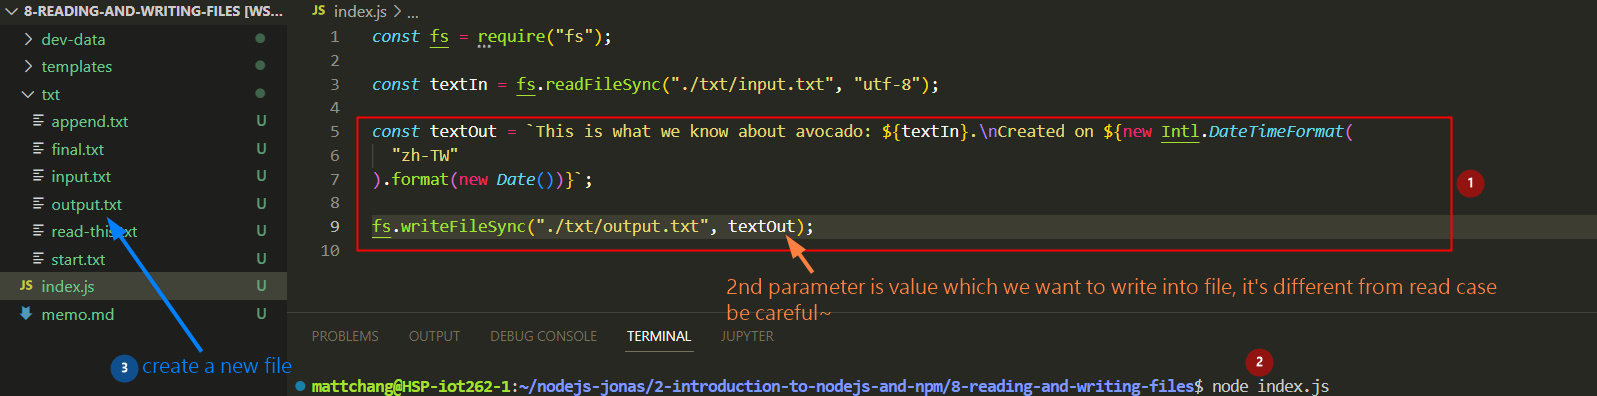 8-READING-AND-WRITING-FILES [WS...
dev-data
templates
txt
append.txt U
final.txt U
input.txt U
output.txt U
read-this.txt U
start.txt U
JS index.js U
memo.md U
3 create a new file
JS index.js > ...
1 const fs = require("fs");
2
3 const textIn = fs.readFileSync("./txt/input.txt", "utf-8");
4
5 const textOut = `This is what we know about avocado: ${textIn}.\nCreated on ${new Intl.DateTimeFormat(
6 "zh-TW"
7 ).format(new Date())}`;
8
9 fs.writeFileSync("./txt/output.txt", textOut);
10
1
2nd parameter is value which we want to write into file, it's different from read case
be careful~
PROBLEMS OUTPUT DEBUG CONSOLE TERMINAL JUPYTER
2
mattchang@HSP-iot262-1:~/nodejs-jonas/2-introduction-to-nodejs-and-npm/8-reading-and-writing-files$ node index.js